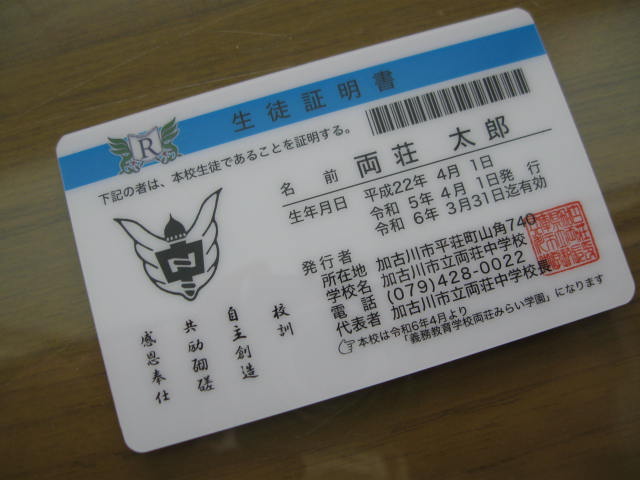 生徒証明書
R
下記の者は、本校生徒であることを証明する。
名前 両荘 太郎
生年月日 平成22年 4月 1日
令和 5年 4月 1日発行
令和 6年 3月31日迄有効
発行者
所在地 加古川市平荘町山角740
学校名 加古川市立両荘中学校
電話 (079)428-0022
代表者 加古川市立両荘中学校長
本校は令和6年4月より
「義務教育学校両荘みらい学園」になります
中
校訓
自主創造
共励砌磋
感恩奉仕